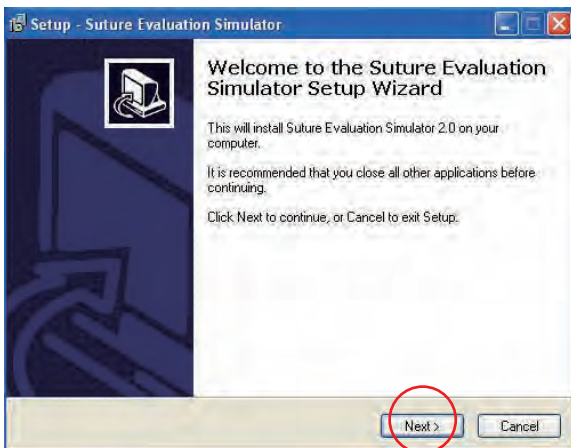 Setup - Suture Evaluation Simulator
Welcome to the Suture Evaluation
Simulator Setup Wizard
This will install Suture Evaluation Simulator 2.0 on your
computer.
It is recommended that you close all other applications before
continuing.
Click Next to continue, or Cancel to exit Setup.
Next >
Cancel